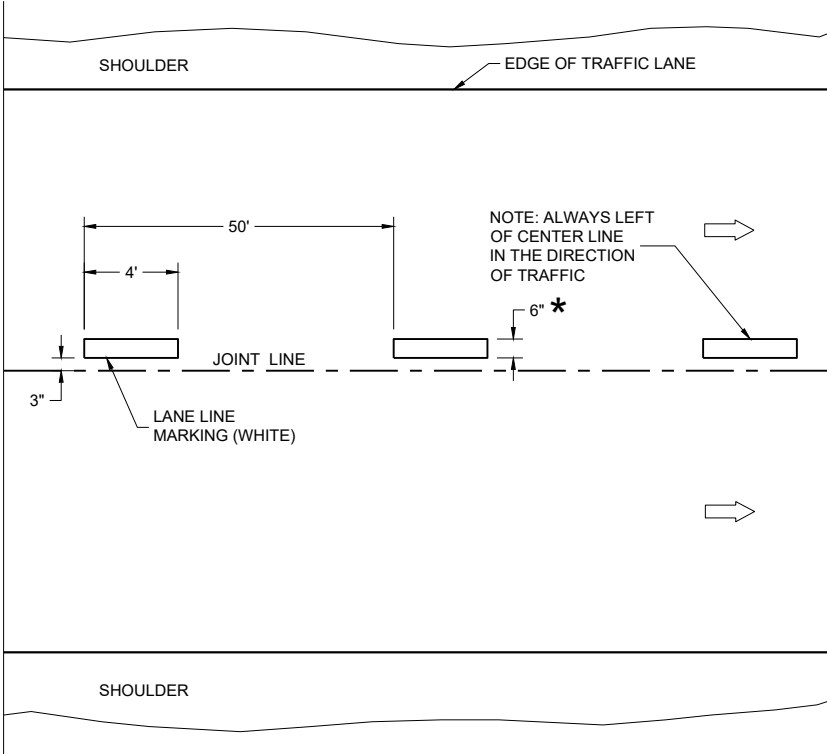 SHOULDER
EDGE OF TRAFFIC LANE
50'
NOTE: ALWAYS LEFT
OF CENTER LINE
IN THE DIRECTION
OF TRAFFIC
4'
6" *
JOINT LINE
3"
LANE LINE
MARKING (WHITE)
SHOULDER